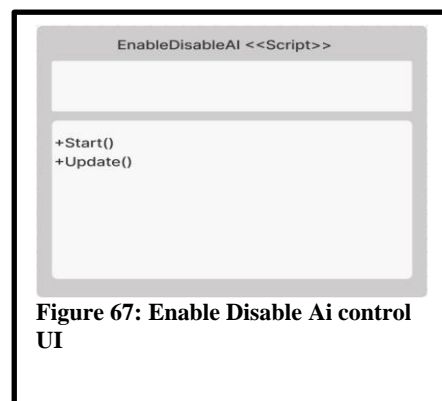 EnableDisableAI <<Script>>
+Start()
+Update()
Figure 67: Enable Disable Ai control
UI